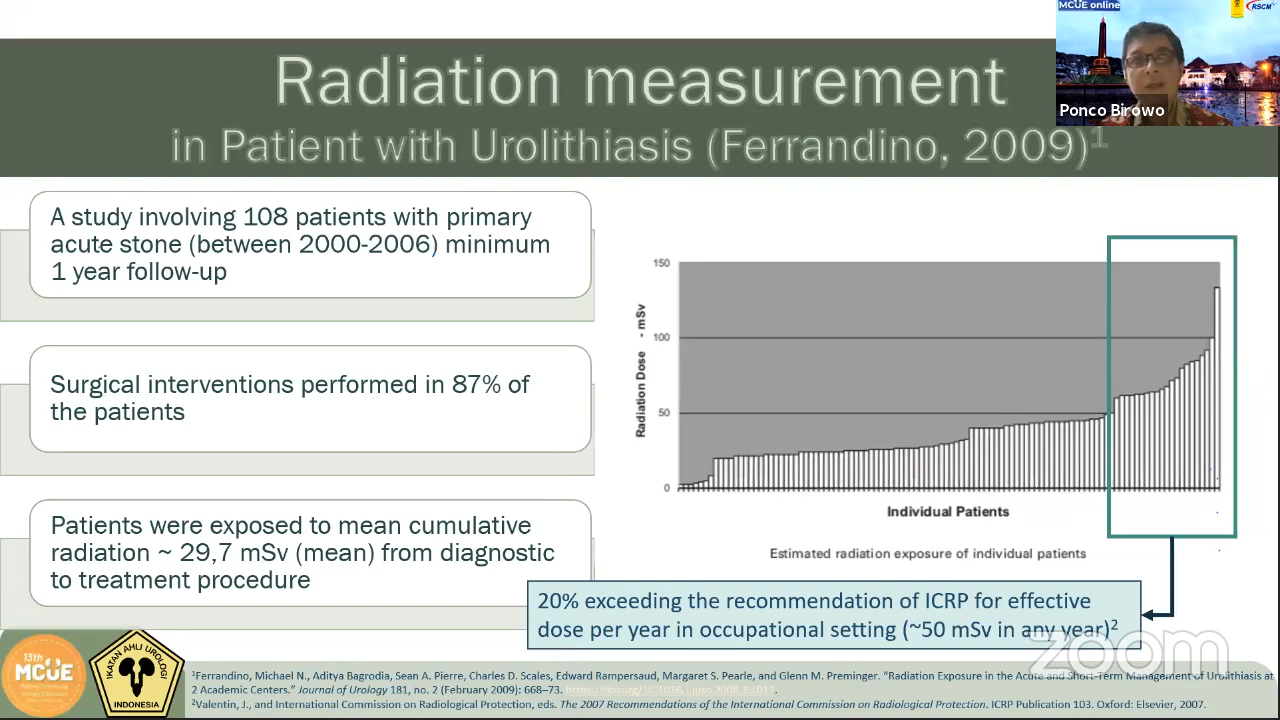 MCUE online
RSCM
Ponco Birowo
Radiation measurement
in Patient with Urolithiasis (Ferrandino, 2009)¹
A study involving 108 patients with primary
acute stone (between 2000-2006) minimum
1 year follow-up
Surgical interventions performed in 87% of
the patients
Patients were exposed to mean cumulative
radiation ~ 29,7 mSv (mean) from diagnostic
to treatment procedure
Radiation Dose - mSv
150
100
50
0
Individual Patients
Estimated radiation exposure of individual patients
20% exceeding the recommendation of ICRP for effective
dose per year in occupational setting (~50 mSv in any year)²
zoom
13th
MCUE
IKATAN AHLI UROLOGI
INDONESIA
¹Ferrandino, Michael N., Aditya Bagrodia, Sean A. Pierre, Charles D. Scales, Edward Rampersaud, Margaret S. Pearle, and Glenn M. Preminger. “Radiation Exposure in the Acute and Short-Term Management of Urolithiasis at
2 Academic Centers.” Journal of Urology 181, no. 2 (February 2009):
²Valentin, J., and International Commission on Radiological Protection, eds. The 2007 Recommendations of the International Commission on Radiological Protection. ICRP Publication 103. Oxford: Elsevier, 2007.